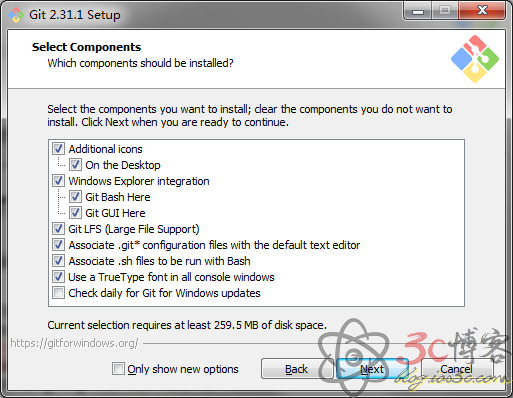 Git 2.31.1 Setup
Select Components
Which components should be installed?
Select the components you want to install; clear the components you do not want to
install. Click Next when you are ready to continue.
Additional icons
On the Desktop
Windows Explorer integration
Git Bash Here
Git GUI Here
Git LFS (Large File Support)
Associate .git* configuration files with the default text editor
Associate .sh files to be run with Bash
Use a TrueType font in all console windows
Check daily for Git for Windows updates
Current selection requires at least 259.5 MB of disk space.
https://gitforwindows.org/
Only show new options
Back
Next
Cancel
3c博客
blog.ios3c.com